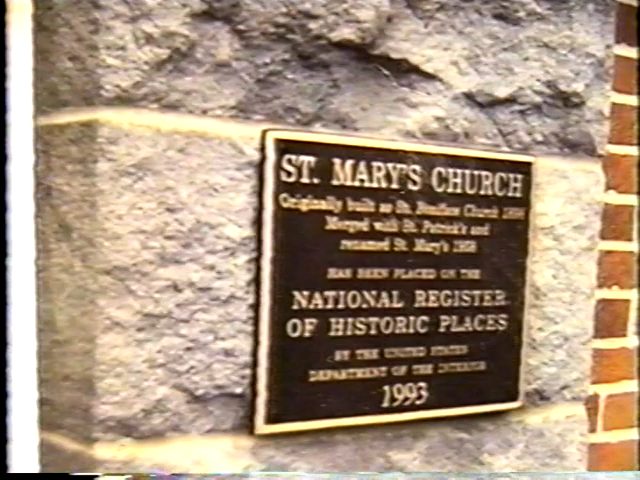 ST. MARY'S CHURCH
Originally built as St. Church
Merged with St. Patrick's and
renamed St. Mary's
HAS BEEN PLACED ON THE
NATIONAL REGISTER
OF HISTORIC PLACES
BY THE UNITED STATES
DEPARTMENT OF THE INTERIOR
1993